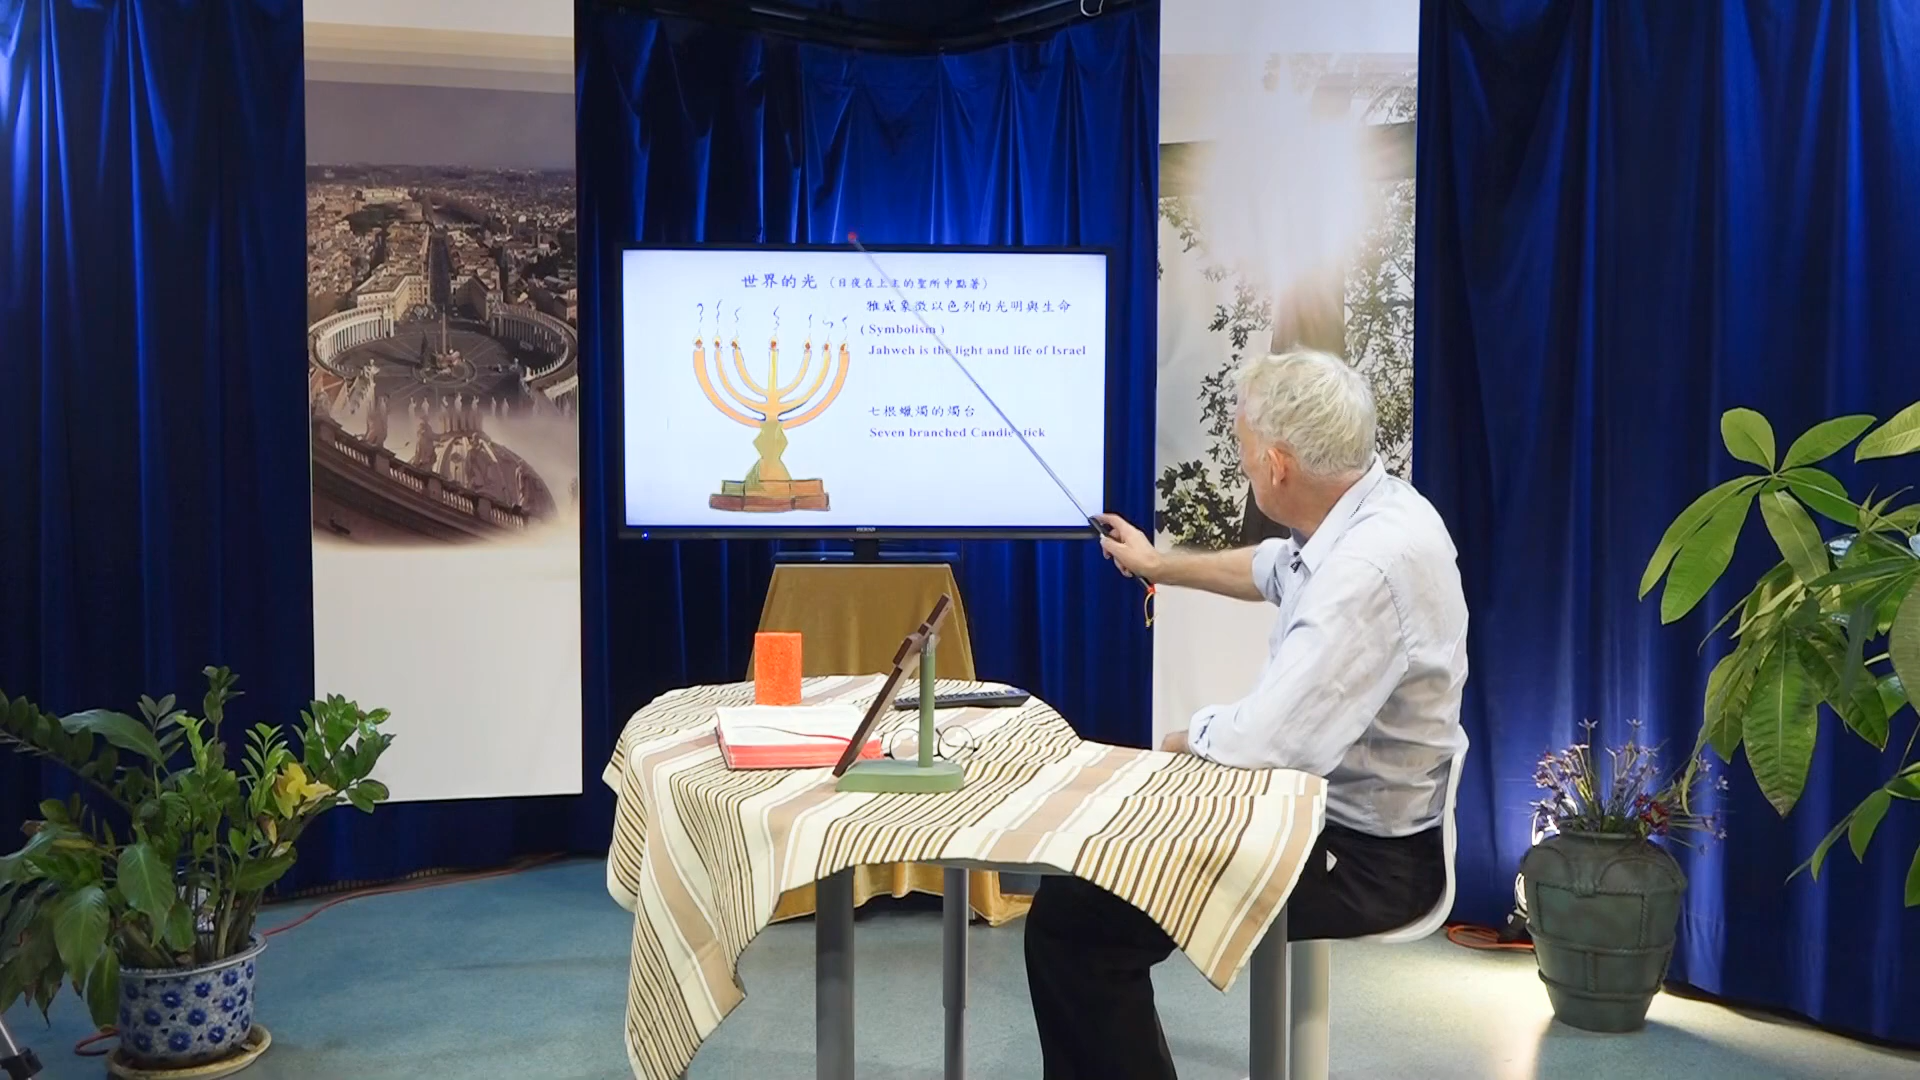 世界的光 （日夜在上主的聖所中點著）
雅威象徵以色列的光明與生命
( Symbolism )
Jahweh is the light and life of Israel
七根蠟燭的燭台
Seven branched Candlestick